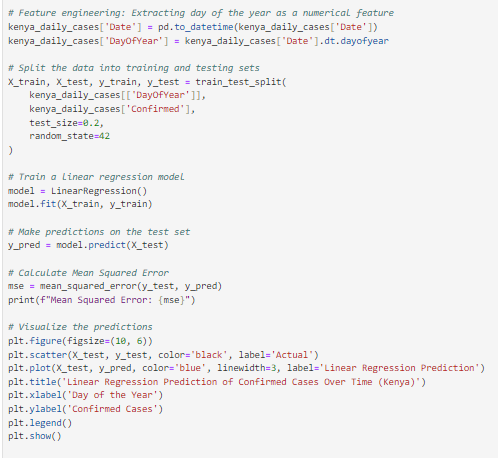 # Feature engineering: Extracting day of the year as a numerical feature
kenya_daily_cases['Date'] = pd.to_datetime(kenya_daily_cases['Date'])
kenya_daily_cases['DayOfYear'] = kenya_daily_cases['Date'].dt.dayofyear

# Split the data into training and testing sets
X_train, X_test, y_train, y_test = train_test_split(
    kenya_daily_cases[['DayOfYear']],
    kenya_daily_cases['Confirmed'],
    test_size=0.2,
    random_state=42
)

# Train a linear regression model
model = LinearRegression()
model.fit(X_train, y_train)

# Make predictions on the test set
y_pred = model.predict(X_test)

# Calculate Mean Squared Error
mse = mean_squared_error(y_test, y_pred)
print(f"Mean Squared Error: {mse}")

# Visualize the predictions
plt.figure(figsize=(10, 6))
plt.scatter(X_test, y_test, color='black', label='Actual')
plt.plot(X_test, y_pred, color='blue', linewidth=3, label='Linear Regression Prediction')
plt.title('Linear Regression Prediction of Confirmed Cases Over Time (Kenya)')
plt.xlabel('Day of the Year')
plt.ylabel('Confirmed Cases')
plt.legend()
plt.show()